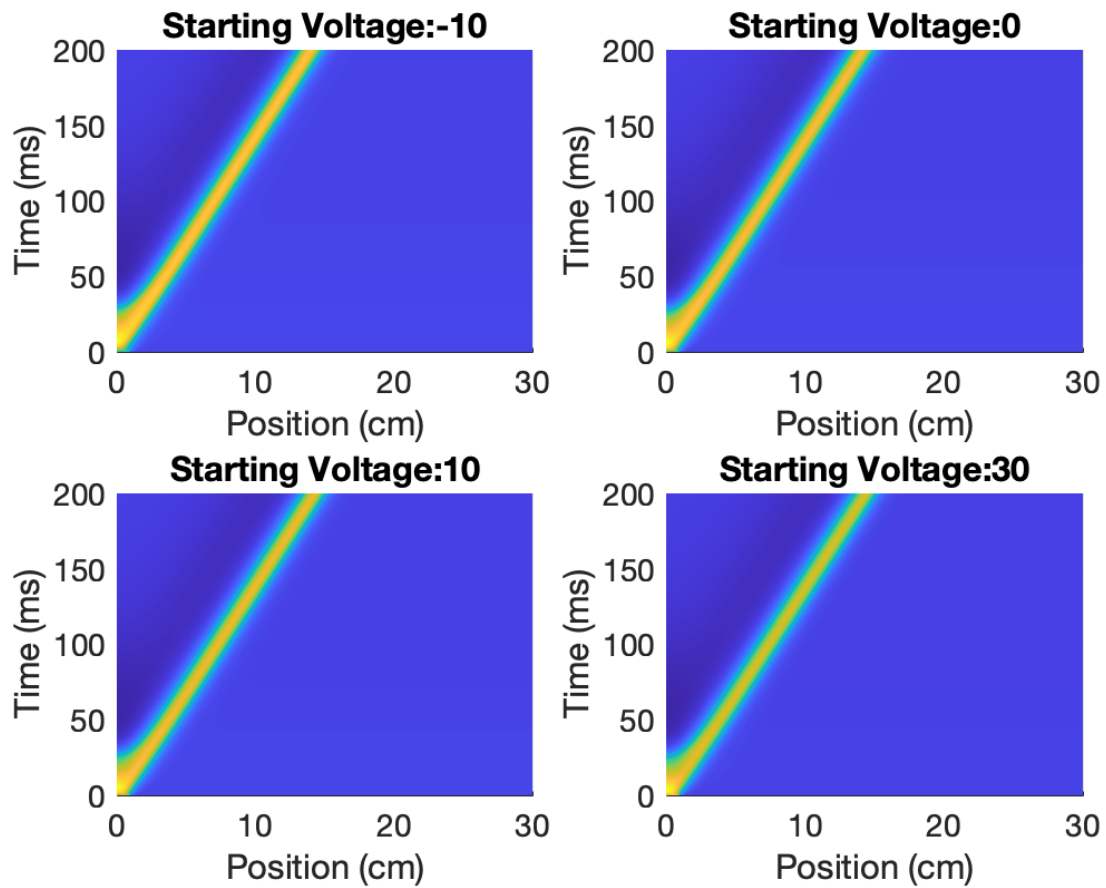 Starting Voltage:-10
200
150
100
50
0
Time (ms)
0 10 20 30
Position (cm)
Starting Voltage:0
200
150
100
50
0
Time (ms)
0 10 20 30
Position (cm)
Starting Voltage:10
200
150
100
50
0
Time (ms)
0 10 20 30
Position (cm)
Starting Voltage:30
200
150
100
50
0
Time (ms)
0 10 20 30
Position (cm)